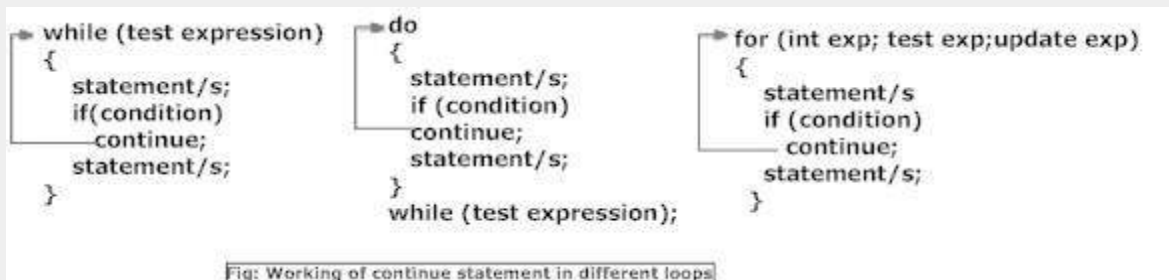 while (test expression)
{
statement/s;
if(condition)
continue;
statement/s;
}
do
{
statement/s;
if (condition)
continue;
statement/s;
}
while (test expression);
for (int exp; test exp;update exp)
{
statement/s
if (condition)
continue;
statement/s;
}
Fig: Working of continue statement in different loops